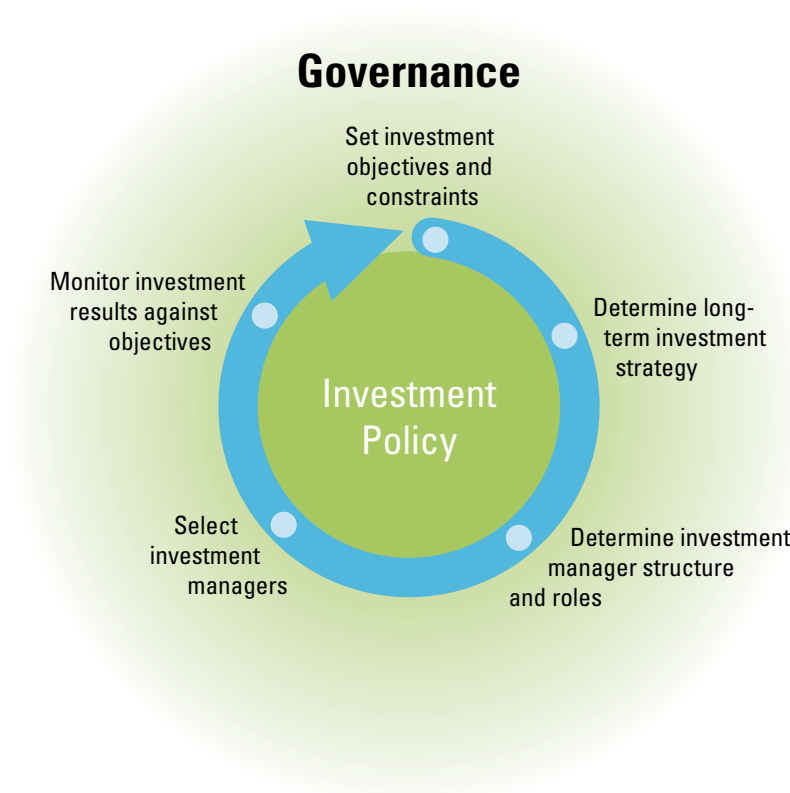 Governance
Set investment
objectives and
constraints
Determine long-
term investment
strategy
Determine investment
manager structure
and roles
Select
investment
managers
Monitor investment
results against
objectives
Investment
Policy